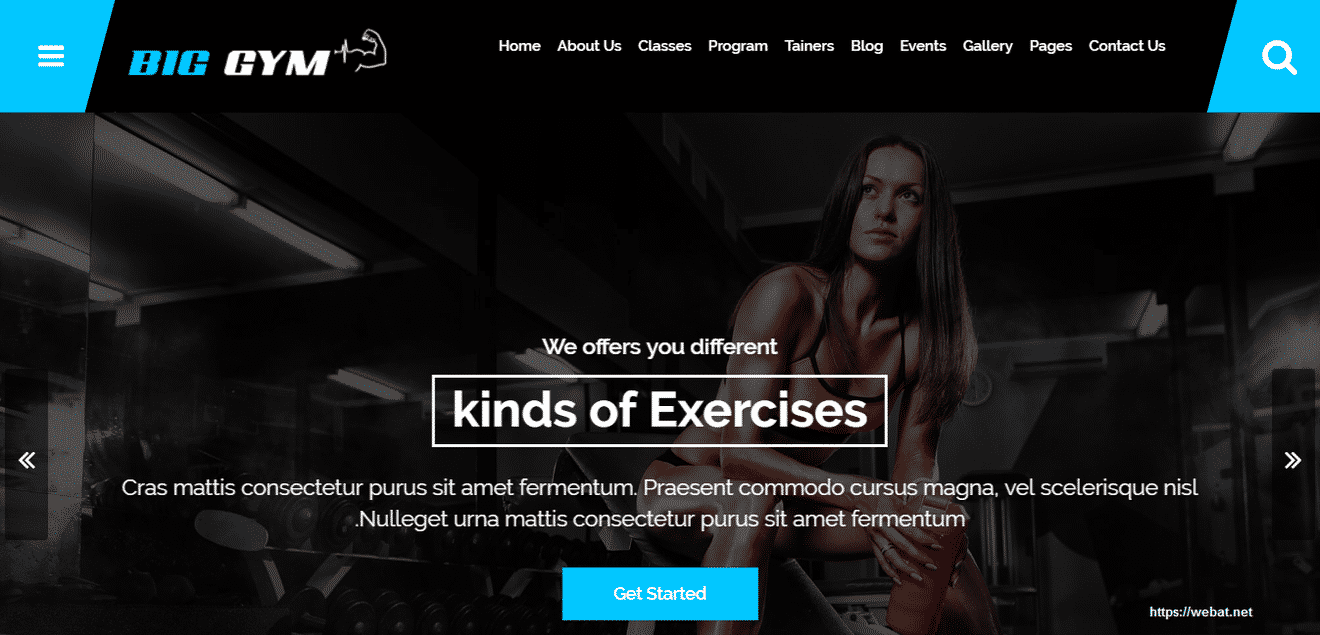 BIG GYM
Home About Us Classes Program Tainers Blog Events Gallery Pages Contact Us
We offers you different
kinds of Exercises
Cras mattis consectetur purus sit amet fermentum. Praesent commodo cursus magna, vel scelerisque nisl
.Nulleget urna mattis consectetur purus sit amet fermentum
Get Started
https://webat.net